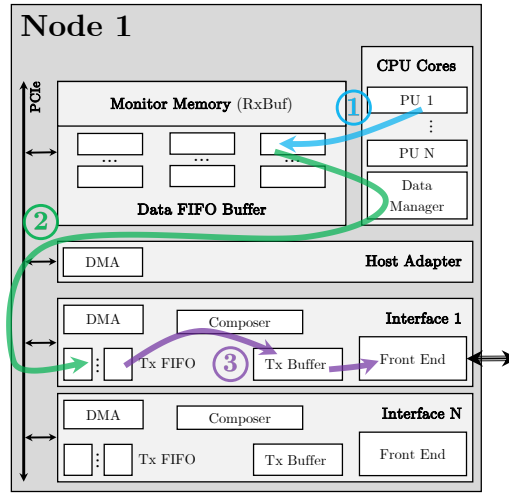 Node 1
PCIe
CPU Cores
PU 1
⋮
PU N
Data
Manager
Monitor Memory (RxBuf)
...
...
...
Data FIFO Buffer
1
2
DMA
Host Adapter
DMA
Composer
Interface 1
⋮
Tx FIFO
3
Tx Buffer
Front End
DMA
Composer
Interface N
⋮
Tx FIFO
Tx Buffer
Front End